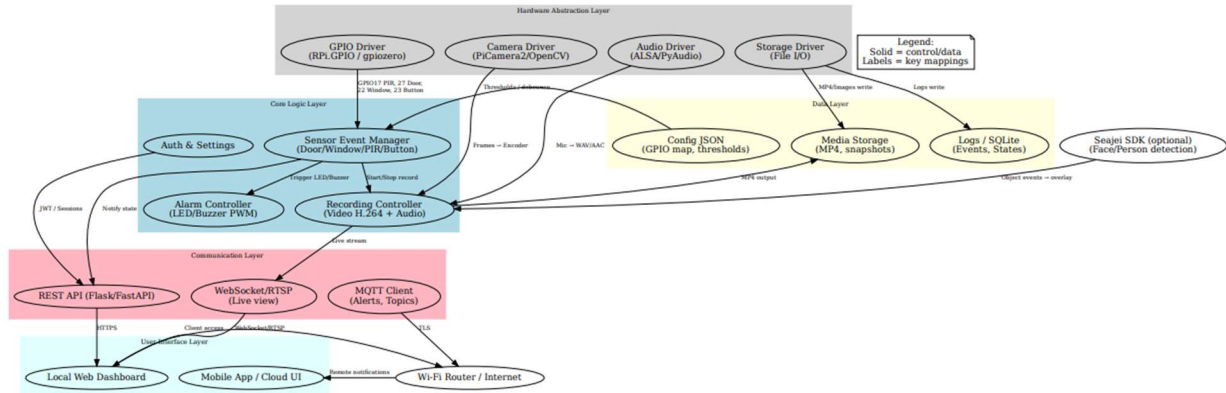 Hardware Abstraction Layer
GPIO Driver
(RPi.GPIO / gpiozero)
Camera Driver
(PiCamera2/OpenCV)
Audio Driver
(ALSA/PyAudio)
Storage Driver
(File I/O)
Legend:
Solid = control/data
Labels = key mappings
GPIO17 PIR, 27 Door,
22 Window, 23 Button
Thresholds / debounce
MP4/Images write
Logs write
Core Logic Layer
Data Layer
Auth & Settings
Sensor Event Manager
(Door/Window/PIR/Button)
Frames → Encoder
Mic → WAV/AAC
Config JSON
(GPIO map, thresholds)
Media Storage
(MP4, snapshots)
Logs / SQLite
(Events, States)
Seajei SDK (optional)
(Face/Person detection)
Trigger LED/Buzzer
Start/Stop record
MP4 output
Object events → overlay
JWT / Sessions
Notify state
Alarm Controller
(LED/Buzzer PWM)
Recording Controller
(Video H.264 + Audio)
Live stream
Communication Layer
REST API (Flask/FastAPI)
WebSocket/RTSP
(Live view)
MQTT Client
(Alerts, Topics)
HTTPS
Client access
WebSocket/RTSP
TLS
User Interface Layer
Local Web Dashboard
Mobile App / Cloud UI
Remote notifications
Wi-Fi Router / Internet